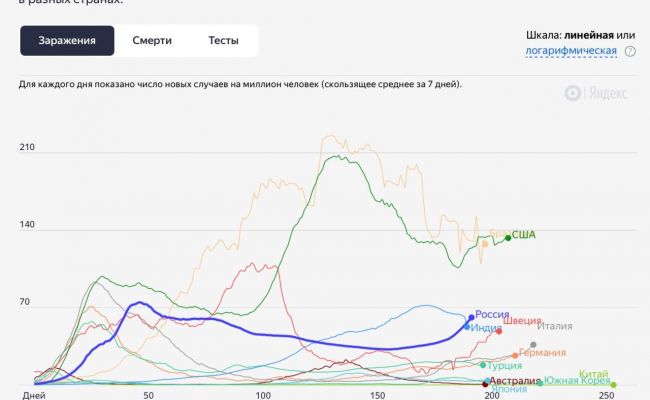 в разных странах.
Заражения Смерти Тесты
Шкала: линейная или
логарифмическая ?
Для каждого дня показано число новых случаев на миллион человек (скользящее среднее за 7 дней).
Яндекс
210
140
70
США
Россия
Индия
Швеция
Италия
Германия
Турция
Китай
Австралия
Южная Корея
Япония
Дней 50 100 150 200 250